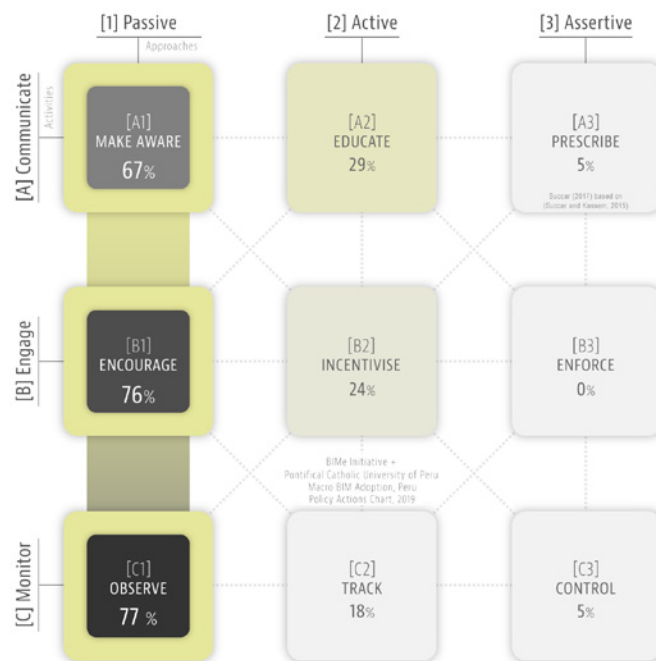 [1] Passive
[2] Active
[3] Assertive
Approaches
Activities
[A] Communicate
[A1]
MAKE AWARE
67%
[A2]
EDUCATE
29%
[A3]
PRESCRIBE
5%
Succar (2017) based on
(Succar and Kassem, 2015)
[B] Engage
[B1]
ENCOURAGE
76%
[B2]
INCENTIVISE
24%
[B3]
ENFORCE
0%
BIMe Initiative +
Pontifical Catholic University of Peru
Macro BIM Adoption, Peru
Policy Actions Chart, 2019
[C] Monitor
[C1]
OBSERVE
77 %
[C2]
TRACK
18%
[C3]
CONTROL
5%